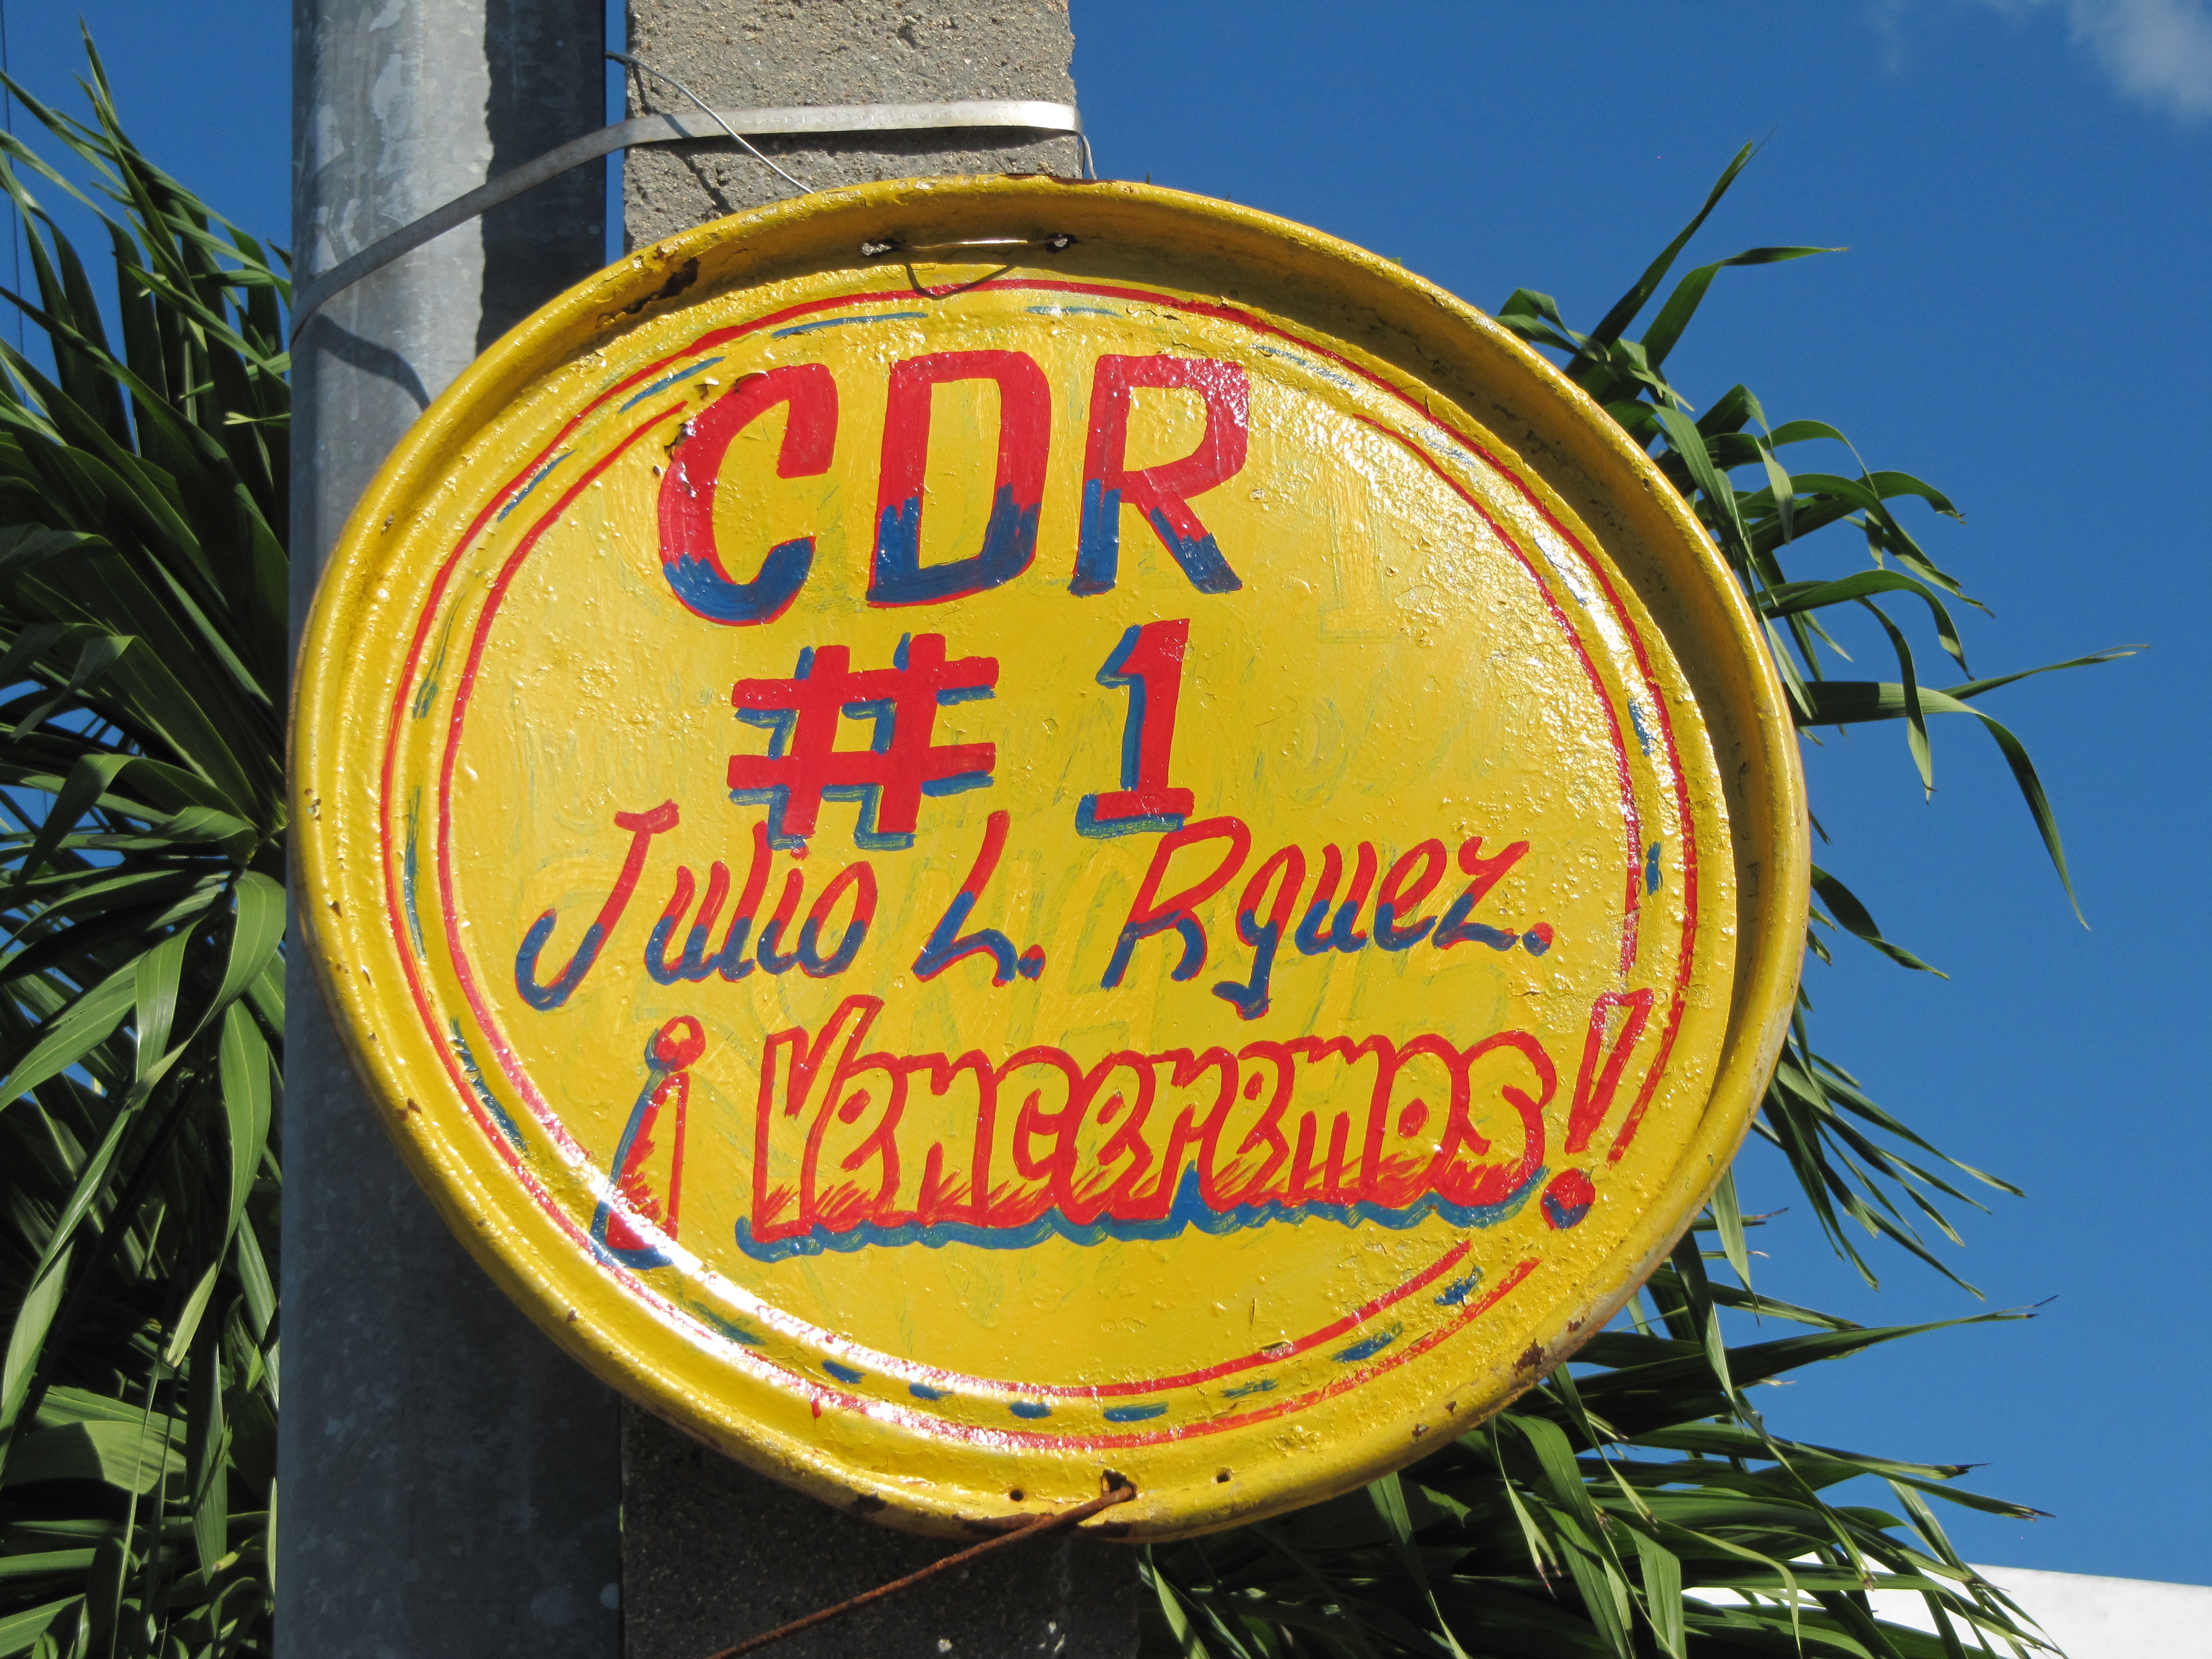 CDR
# 1
Julio L. Rguez.
¡Venceremos!